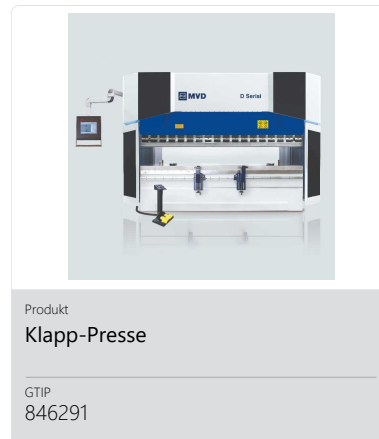 MVD
D Serial
Produkt
Klapp-Presse
GTIP
846291